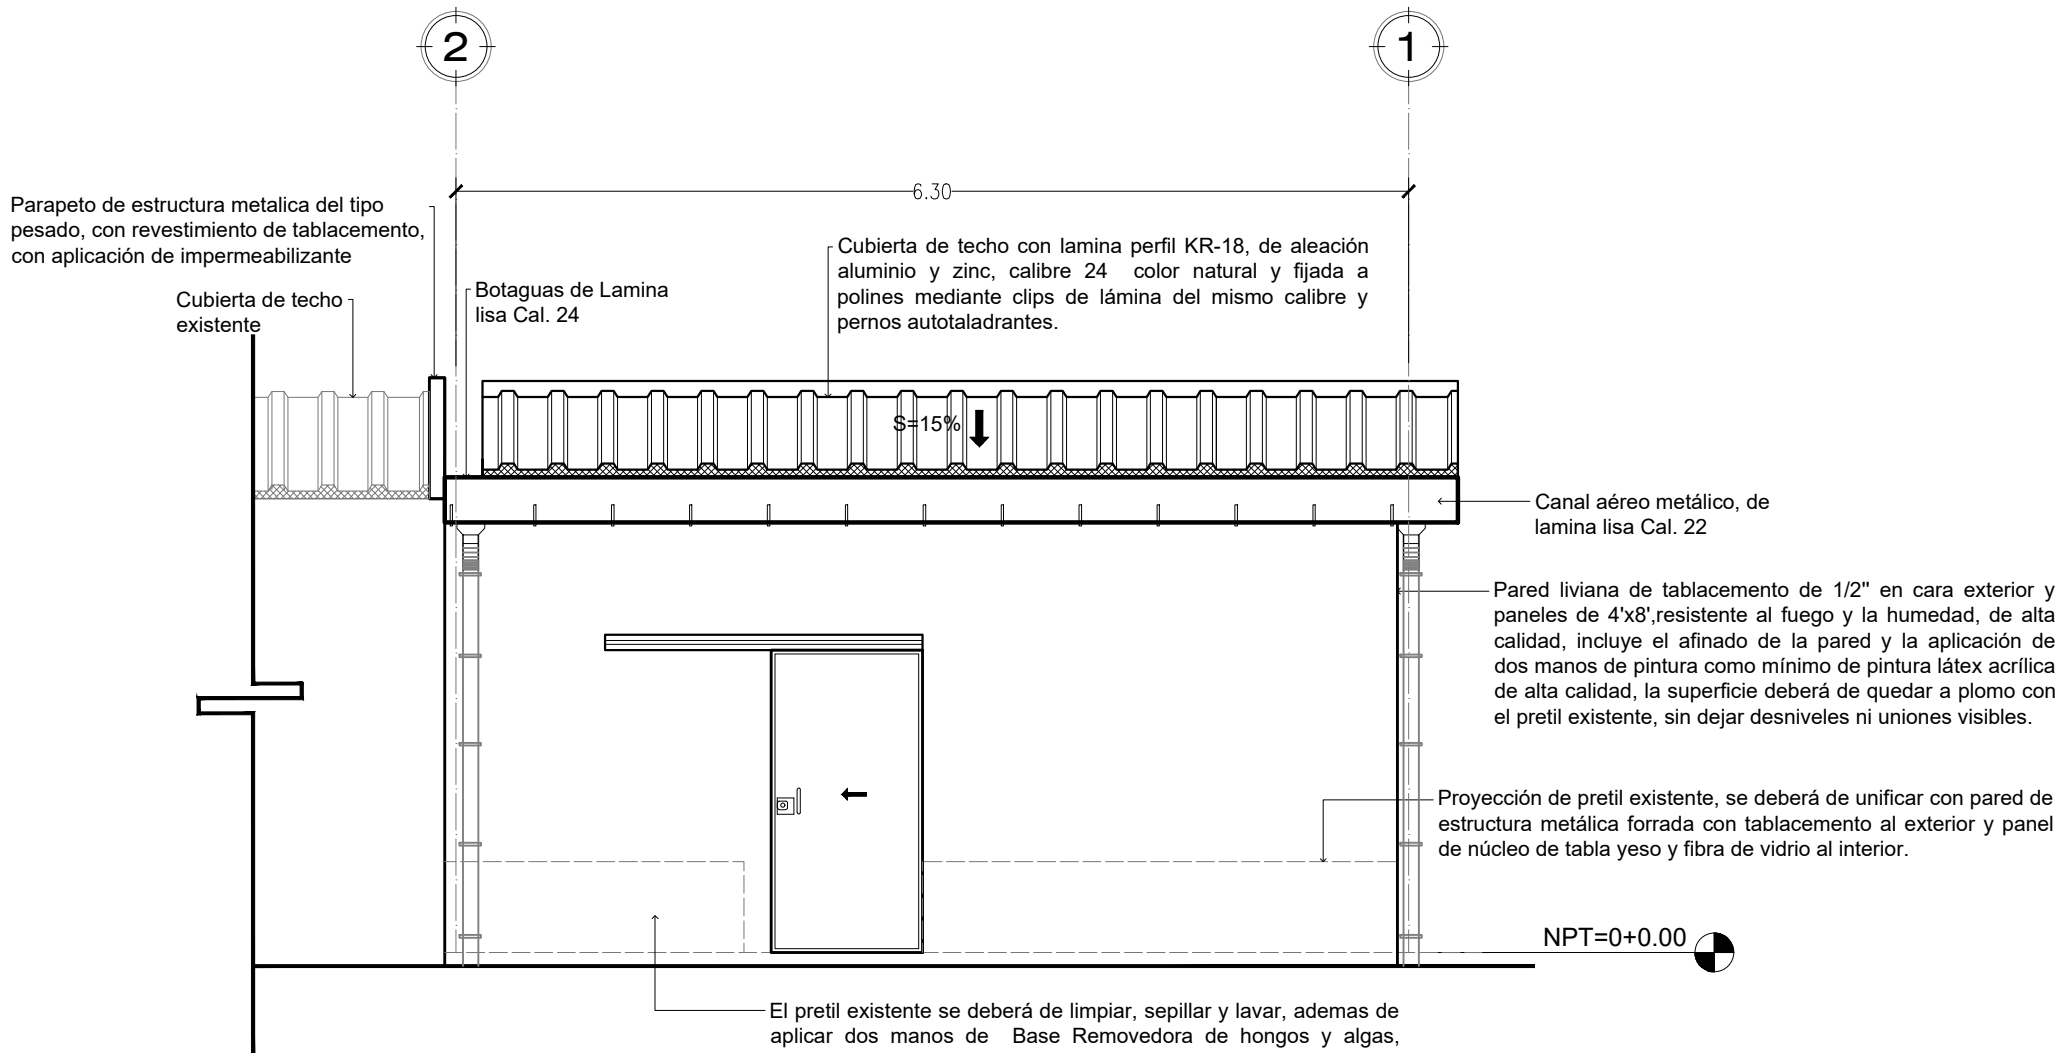 2
1
6.30
Parapeto de estructura metalica del tipo
pesado, con revestimiento de tablacemento,
con aplicación de impermeabilizante
Cubierta de techo
existente
Botaguas de Lamina
lisa Cal. 24
Cubierta de techo con lamina perfil KR-18, de aleación
aluminio y zinc, calibre 24 color natural y fijada a
polines mediante clips de lámina del mismo calibre y
pernos autotaladrantes.
S=15%
Canal aéreo metálico, de
lamina lisa Cal. 22
Pared liviana de tablacemento de 1/2" en cara exterior y
paneles de 4'x8',resistente al fuego y la humedad, de alta
calidad, incluye el afinado de la pared y la aplicación de
dos manos de pintura como mínimo de pintura látex acrílica
de alta calidad, la superficie deberá de quedar a plomo con
el pretil existente, sin dejar desniveles ni uniones visibles.
Proyección de pretil existente, se deberá de unificar con pared de
estructura metálica forrada con tablacemento al exterior y panel
de núcleo de tabla yeso y fibra de vidrio al interior.
NPT=0+0.00
El pretil existente se deberá de limpiar, sepillar y lavar, ademas de
aplicar dos manos de Base Removedora de hongos y algas,